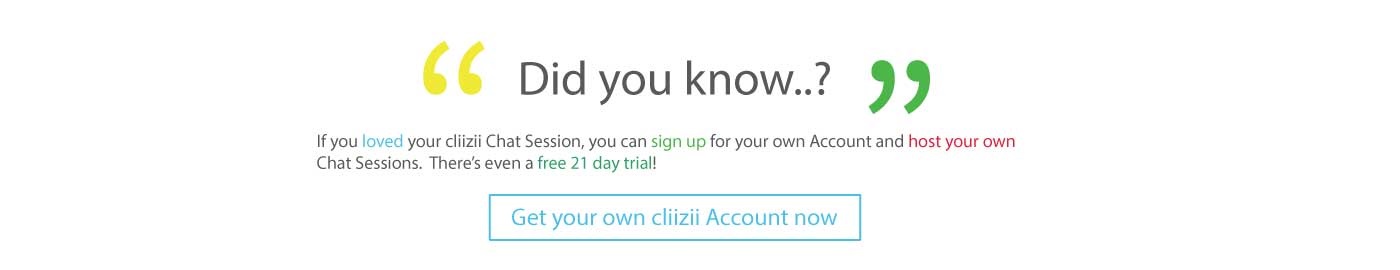 “ Did you know..? ”
If you loved your cliizii Chat Session, you can sign up for your own Account and host your own
Chat Sessions.  There’s even a free 21 day trial!
Get your own cliizii Account now